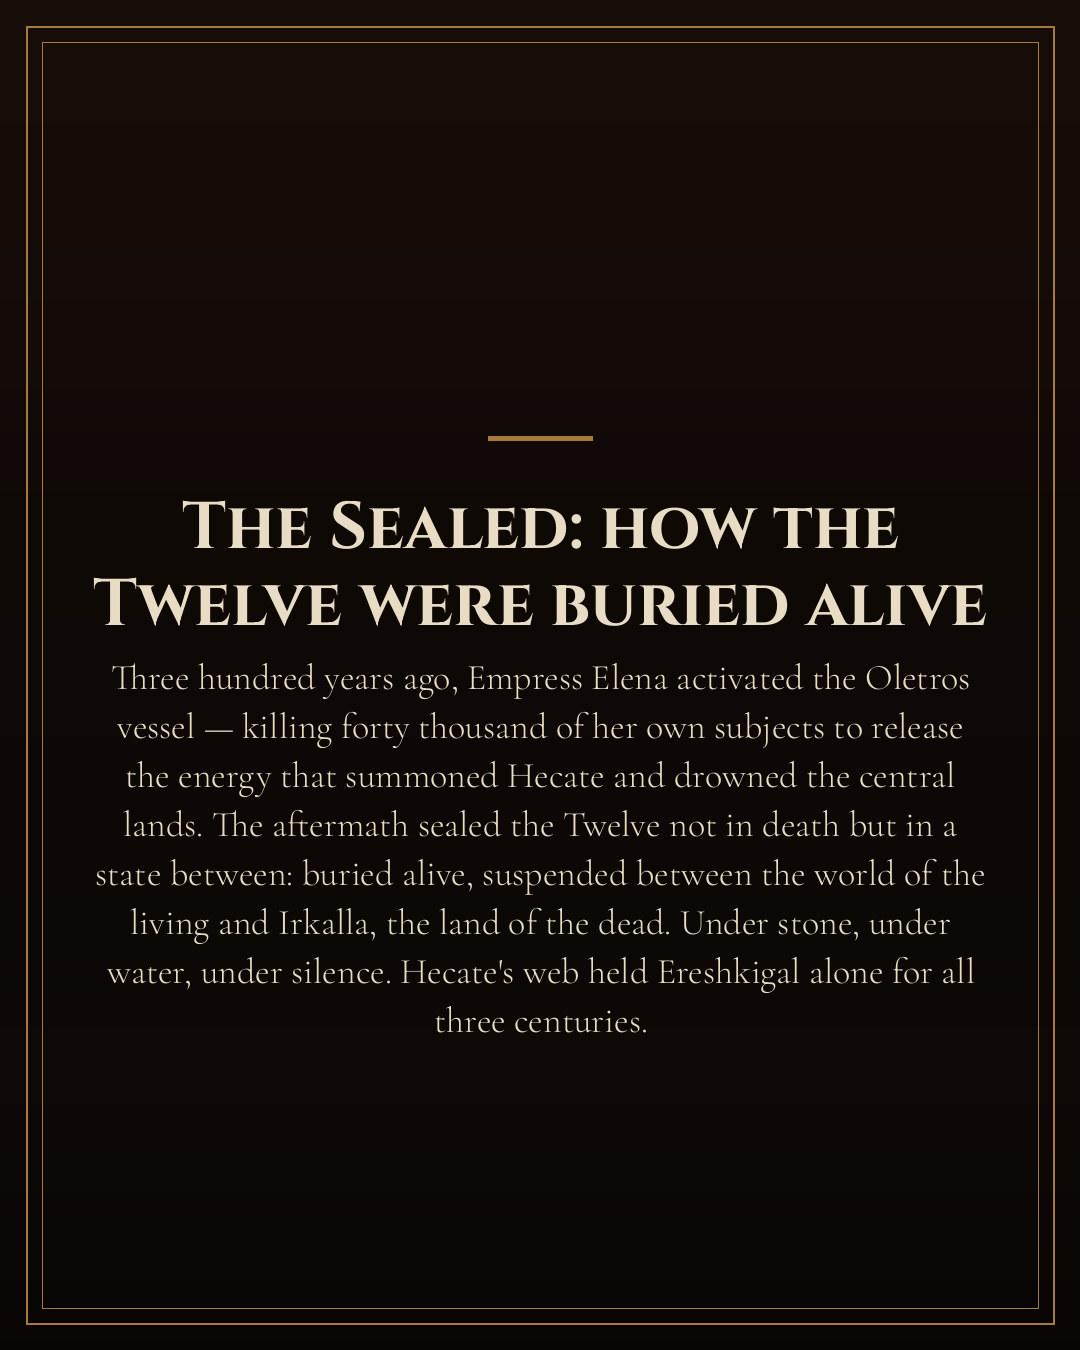 The Sealed: how the
Twelve were buried alive
Three hundred years ago, Empress Elena activated the Oletros
vessel — killing forty thousand of her own subjects to release
the energy that summoned Hecate and drowned the central
lands. The aftermath sealed the Twelve not in death but in a
state between: buried alive, suspended between the world of the
living and Irkalla, the land of the dead. Under stone, under
water, under silence. Hecate's web held Ereshkigal alone for all
three centuries.